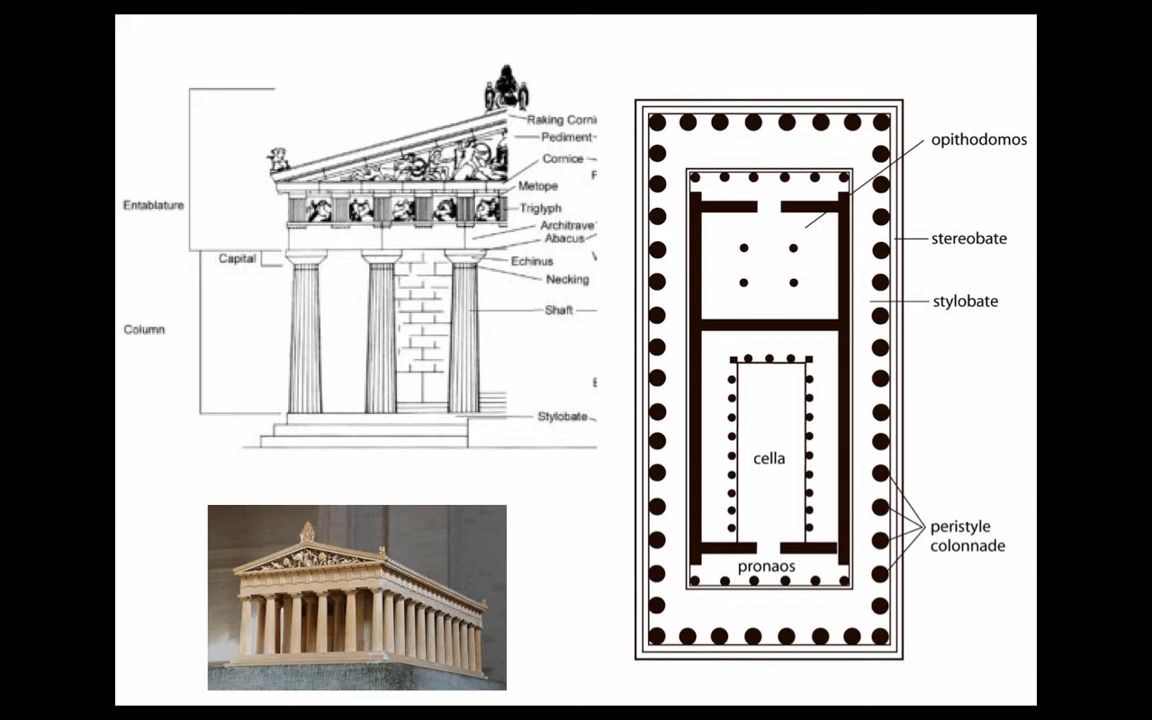 Raking Corni
Pediment
Cornice
Metope
Entablature
Triglyph
Architrave
Abacus
Capital
Echinus
Necking
Shaft
Column
Stylobate
opithodomos
stereobate
stylobate
cella
peristyle
colonnade
pronaos